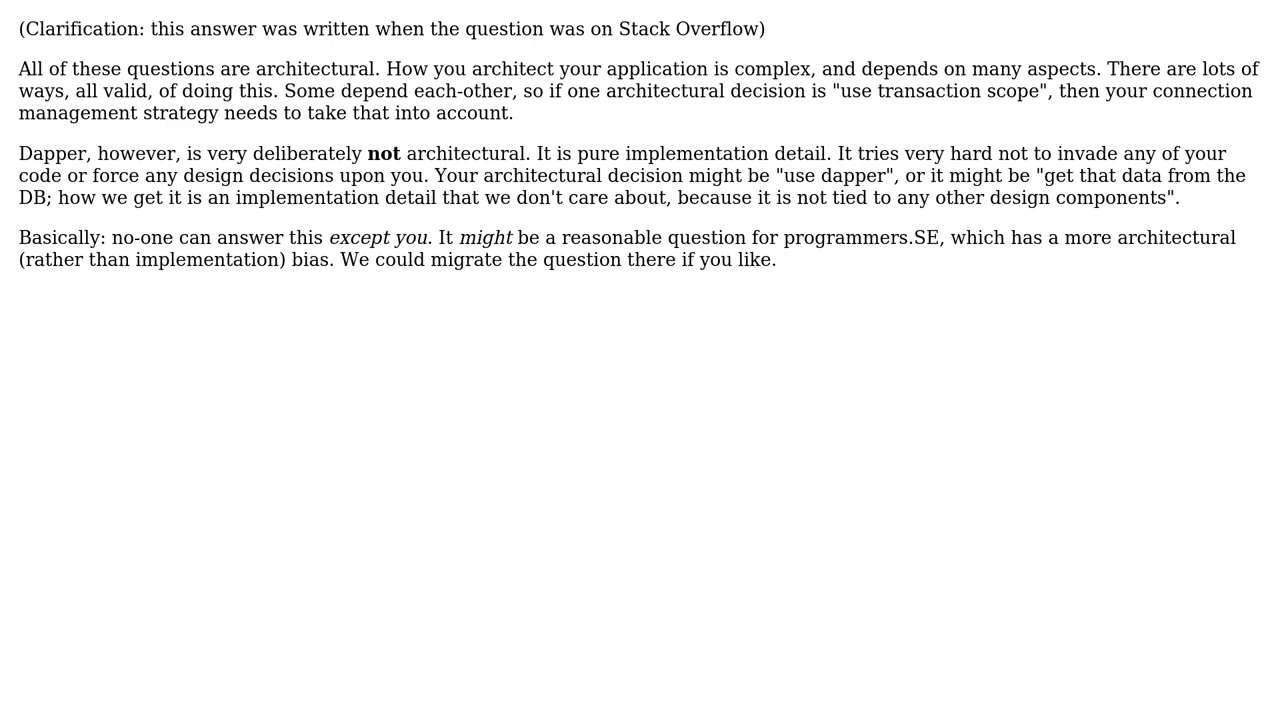 (Clarification: this answer was written when the question was on Stack Overflow)
All of these questions are architectural. How you architect your application is complex, and depends on many aspects. There are lots of
ways, all valid, of doing this. Some depend each-other, so if one architectural decision is "use transaction scope", then your connection
management strategy needs to take that into account.
Dapper, however, is very deliberately not architectural. It is pure implementation detail. It tries very hard not to invade any of your
code or force any design decisions upon you. Your architectural decision might be "use dapper", or it might be "get that data from the
DB; how we get it is an implementation detail that we don't care about, because it is not tied to any other design components".
Basically: no-one can answer this except you. It might be a reasonable question for programmers.SE, which has a more architectural
(rather than implementation) bias. We could migrate the question there if you like.